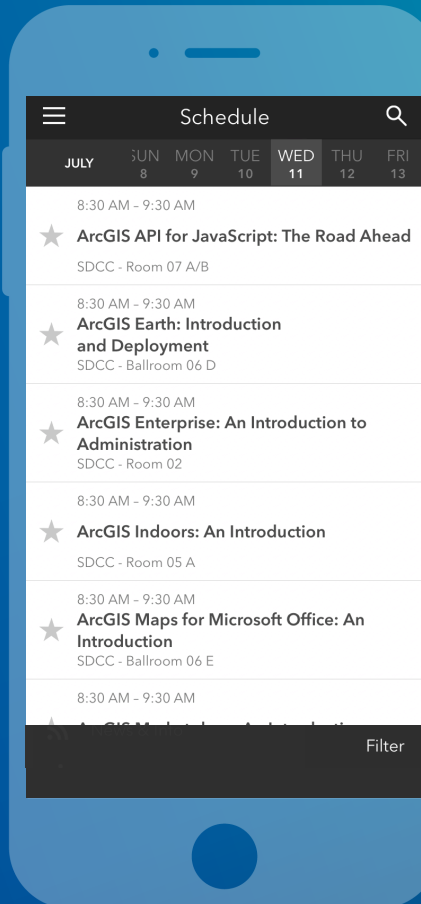 Schedule
JULY
SUN MON TUE WED THU FRI
8 9 10 11 12 13
8:30 AM – 9:30 AM
ArcGIS API for JavaScript: The Road Ahead
SDCC - Room 07 A/B
8:30 AM – 9:30 AM
ArcGIS Earth: Introduction
and Deployment
SDCC - Ballroom 06 D
8:30 AM – 9:30 AM
ArcGIS Enterprise: An Introduction to
Administration
SDCC - Room 02
8:30 AM – 9:30 AM
ArcGIS Indoors: An Introduction
SDCC - Room 05 A
8:30 AM – 9:30 AM
ArcGIS Maps for Microsoft Office: An
Introduction
SDCC - Ballroom 06 E
8:30 AM – 9:30 AM
Filter